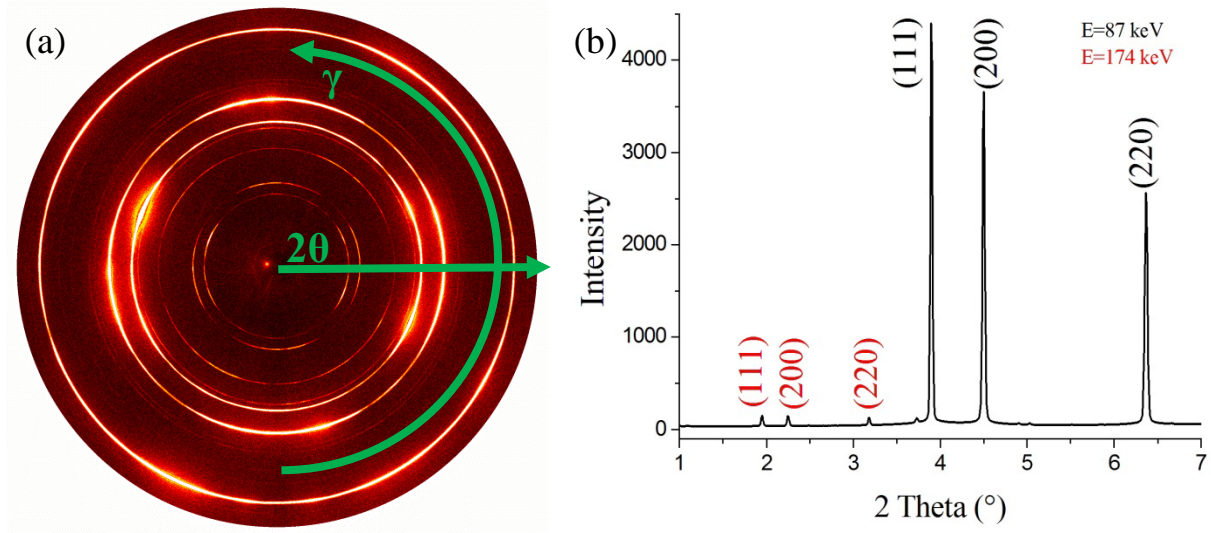 (a)
γ
2θ
(b)
E=87 keV
E=174 keV
(111)
(200)
(220)
(111)
(200)
(220)
Intensity
4000
3000
2000
1000
0
1
2
3
4
5
6
7
2 Theta (°)